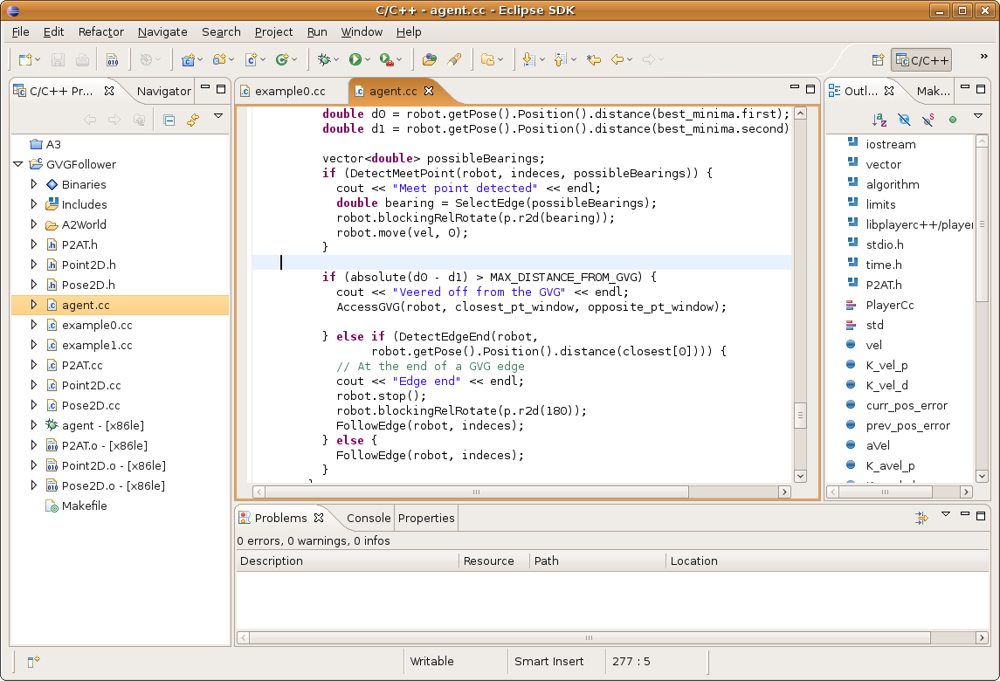 C/C++ - agent.cc - Eclipse SDK
File Edit Refactor Navigate Search Project Run Window Help
C/C++
»
C/C++ Pr...
Navigator
A3
GVGFollower
Binaries
Includes
A2World
P2AT.h
Point2D.h
Pose2D.h
agent.cc
example0.cc
example1.cc
P2AT.cc
Point2D.cc
Pose2D.cc
agent - [x86le]
P2AT.o - [x86le]
Point2D.o - [x86le]
Pose2D.o - [x86le]
Makefile
example0.cc
agent.cc
double d0 = robot.getPose().Position().distance(best_minima.first);
double d1 = robot.getPose().Position().distance(best_minima.second)
vector<double> possibleBearings;
if (DetectMeetPoint(robot, indeces, possibleBearings)) {
cout << "Meet point detected" << endl;
double bearing = SelectEdge(possibleBearings);
robot.blockingRelRotate(p.r2d(bearing));
robot.move(vel, 0);
}
if (absolute(d0 - d1) > MAX_DISTANCE_FROM_GVG) {
cout << "Veered off from the GVG" << endl;
AccessGVG(robot, closest_pt_window, opposite_pt_window);
} else if (DetectEdgeEnd(robot,
robot.getPose().Position().distance(closest[0]))) {
// At the end of a GVG edge
cout << "Edge end" << endl;
robot.stop();
robot.blockingRelRotate(p.r2d(180));
FollowEdge(robot, indeces);
} else {
FollowEdge(robot, indeces);
}
Outl...
Mak...
iostream
vector
algorithm
limits
libplayerc++/player
stdio.h
time.h
P2AT.h
PlayerCc
std
vel
K_vel_p
K_vel_d
curr_pos_error
prev_pos_error
aVel
K_avel_p
Problems
Console
Properties
0 errors, 0 warnings, 0 infos
Description Resource Path Location
Writable Smart Insert 277 : 5